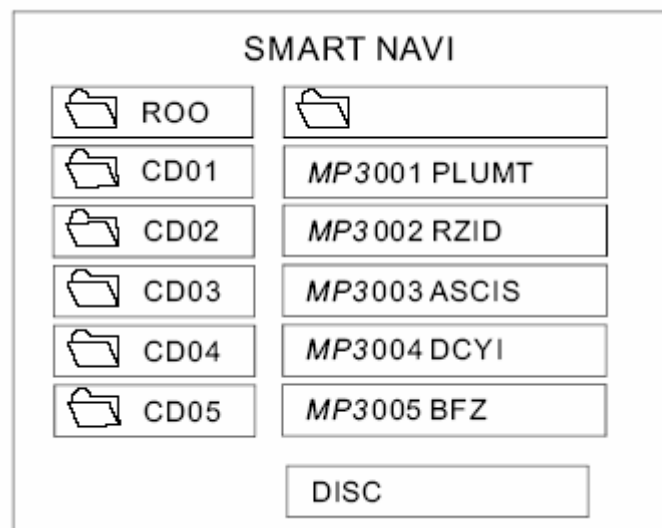 SMART NAVI
ROO
CD01 MP3001 PLUMT
CD02 MP3002 RZID
CD03 MP3003 ASCIS
CD04 MP3004 DCYI
CD05 MP3005 BFZ
DISC